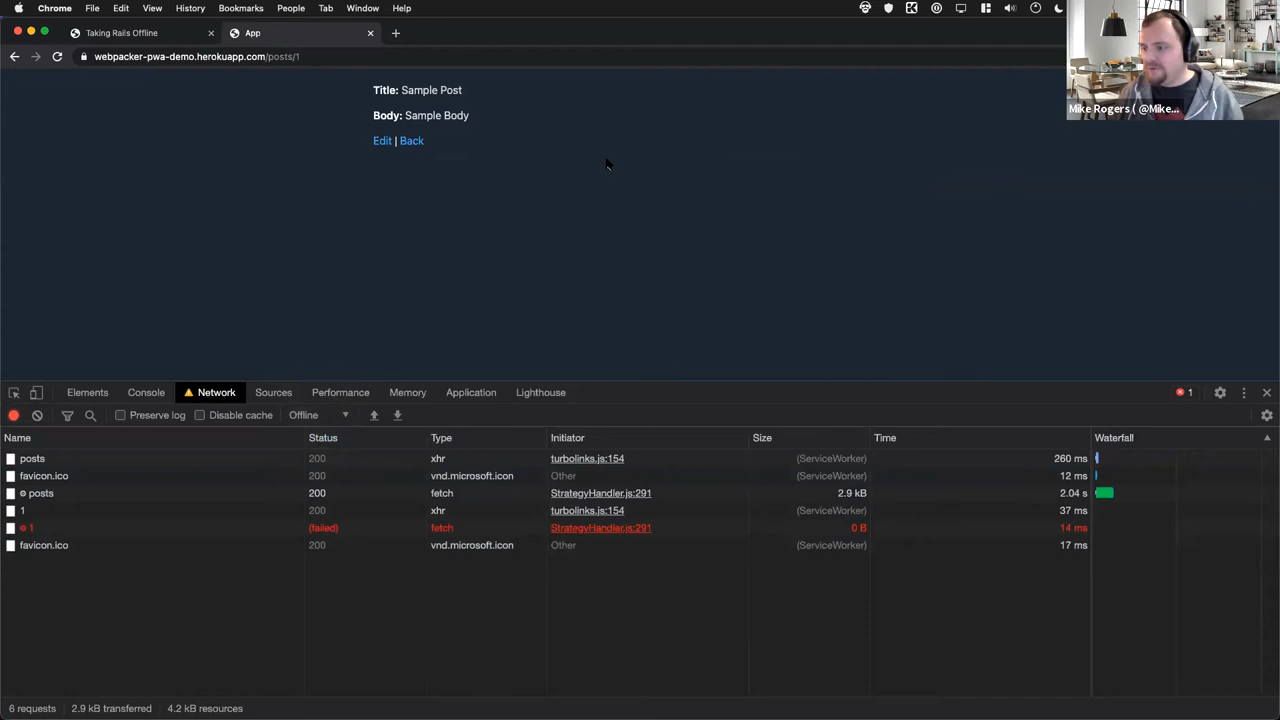 Chrome File Edit View History Bookmarks People Tab Window Help
Taking Rails Offline
App
webpacker-pwa-demo.herokuapp.com/posts/1
Mike Rogers ( @Mike...
Title: Sample Post
Body: Sample Body
Edit | Back
Elements Console Network Sources Performance Memory Application Lighthouse 1
Preserve log Disable cache Offline
Name Status Type Initiator Size Time Waterfall
posts 200 xhr turbolinks.js:154 (ServiceWorker) 260 ms
favicon.ico 200 vnd.microsoft.icon Other (ServiceWorker) 12 ms
posts 200 fetch StrategyHandler.js:291 2.9 kB 2.04 s
1 200 xhr turbolinks.js:154 (ServiceWorker) 37 ms
1 (failed) fetch StrategyHandler.js:291 0 B 14 ms
favicon.ico 200 vnd.microsoft.icon Other (ServiceWorker) 17 ms
6 requests 2.9 kB transferred 4.2 kB resources